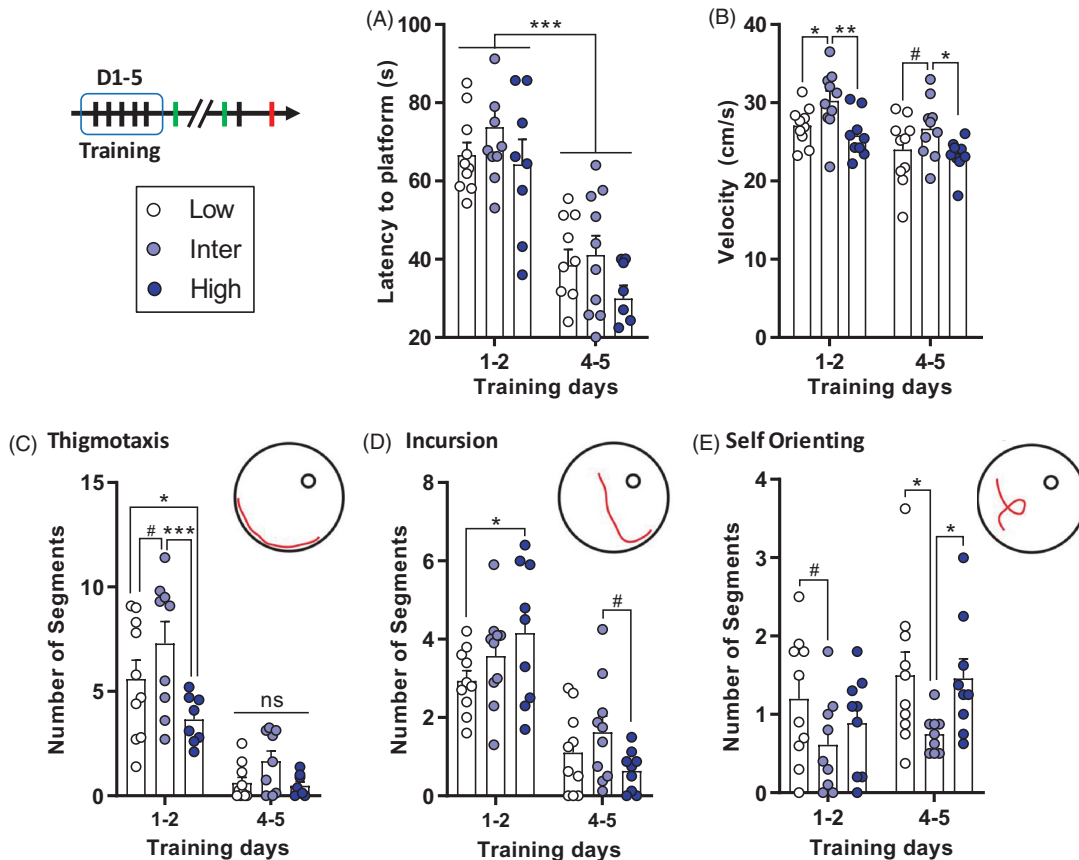 D1-5
Training
Low
Inter
High
(A)
Latency to platform (s)
100
80
60
40
20
***
1-2
4-5
Training days
(B)
Velocity (cm/s)
40
30
20
10
0
*
**
#
*
1-2
4-5
Training days
(C) Thigmotaxis
Number of Segments
15
10
5
0
*
#
***
ns
1-2
4-5
Training days
(D) Incursion
Number of Segments
8
6
4
2
0
*
#
1-2
4-5
Training days
(E) Self Orienting
Number of Segments
4
3
2
1
0
#
*
*
1-2
4-5
Training days